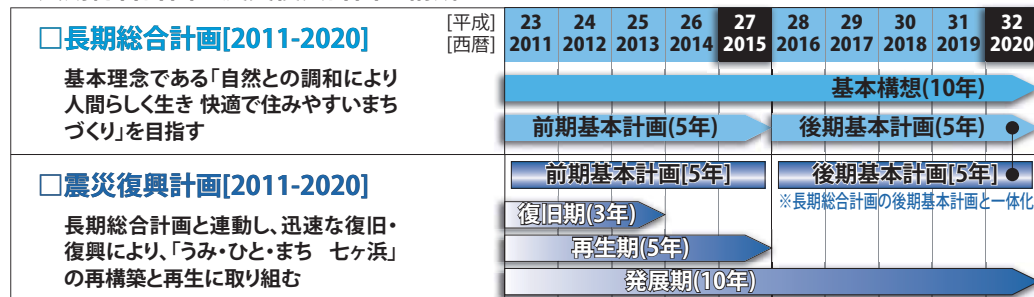 [平成] 23 24 25 26 27 28 29 30 31 32
□長期総合計画[2011-2020]
[西暦] 2011 2012 2013 2014 2015 2016 2017 2018 2019 2020
基本理念である「自然との調和により
人間らしく生き 快適で住みやすいまち
づくり」を目指す
基本構想(10年)
前期基本計画(5年) 後期基本計画(5年)
□震災復興計画[2011-2020]
前期基本計画[5年] 後期基本計画[5年]
※長期総合計画の後期基本計画と一体化
長期総合計画と連動し、迅速な復旧・
復興により、「うみ・ひと・まち 七ヶ浜」
の再構築と再生に取り組む
復旧期(3年)
再生期(5年)
発展期(10年)